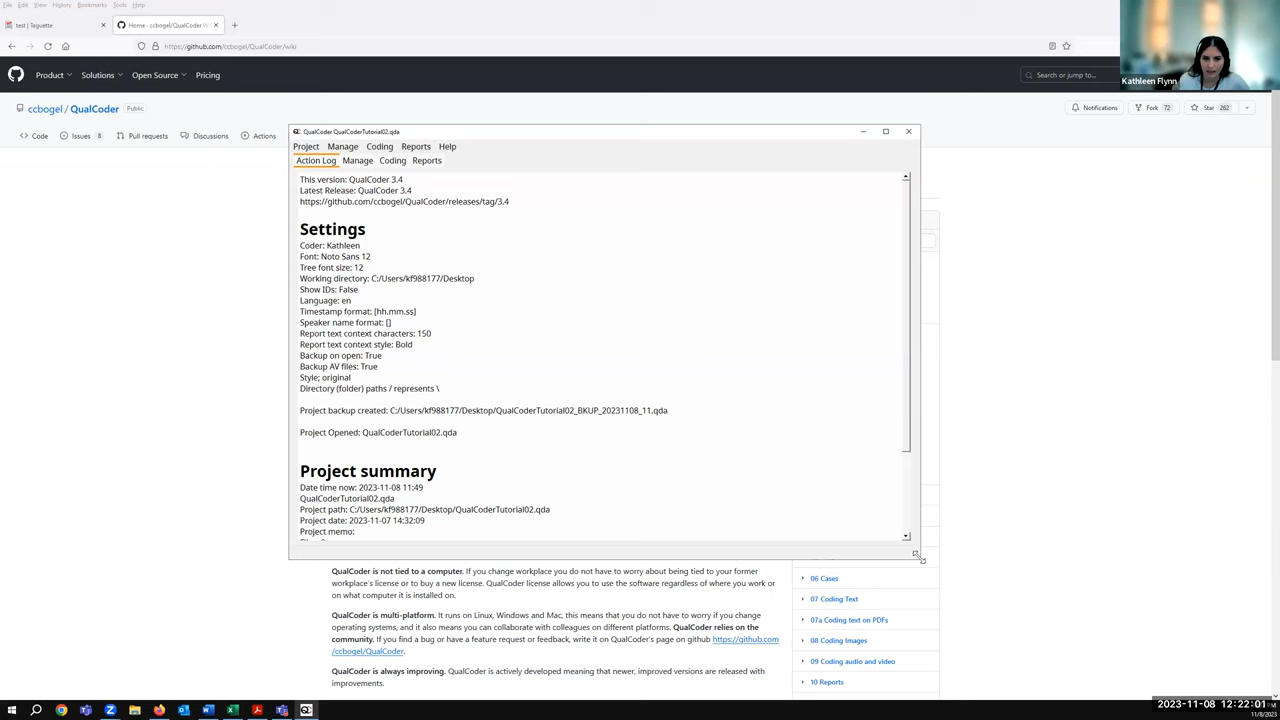 File Edit View History Bookmarks Tools Help
test | Taguette
Home - ccbogel/QualCoder W
https://github.com/ccbogel/QualCoder/wiki
Product Solutions Open Source Pricing
Search or jump to...
Kathleen Flynn
ccbogel / QualCoder Public
Notifications Fork 72 Star 262
Code Issues 8 Pull requests Discussions Actions
QualCoder QualCoderTutorial02.qda
Project Manage Coding Reports Help
Action Log Manage Coding Reports
This version: QualCoder 3.4
Latest Release: QualCoder 3.4
https://github.com/ccbogel/QualCoder/releases/tag/3.4
Settings
Coder: Kathleen
Font: Noto Sans 12
Tree font size: 12
Working directory: C:/Users/kf988177/Desktop
Show IDs: False
Language: en
Timestamp format: [hh.mm.ss]
Speaker name format: []
Report text context characters: 150
Report text context style: Bold
Backup on open: True
Backup AV files: True
Style; original
Directory (folder) paths / represents \
Project backup created: C:/Users/kf988177/Desktop/QualCoderTutorial02_BKUP_20231108_11.qda
Project Opened: QualCoderTutorial02.qda
Project summary
Date time now: 2023-11-08 11:49
QualCoderTutorial02.qda
Project path: C:/Users/kf988177/Desktop/QualCoderTutorial02.qda
Project date: 2023-11-07 14:32:09
Project memo:
QualCoder is not tied to a computer. If you change workplace you do not have to worry about being tied to your former
workplace's license or to buy a new license. QualCoder license allows you to use the software regardless of where you work or
on what computer it is installed on.
QualCoder is multi-platform. It runs on Linux, Windows and Mac, this means that you do not have to worry if you change
operating systems, and it also means you can collaborate with colleagues on different platforms. QualCoder relies on the
community. If you find a bug or have a feature request or feedback, write it on QualCoder's page on github https://github.com
/ccbogel/QualCoder.
QualCoder is always improving. QualCoder is actively developed meaning that newer, improved versions are released with
improvements.
06 Cases
07 Coding Text
07a Coding text on PDFs
08 Coding Images
09 Coding audio and video
10 Reports
2023-11-08 12:22:01
11/8/2023